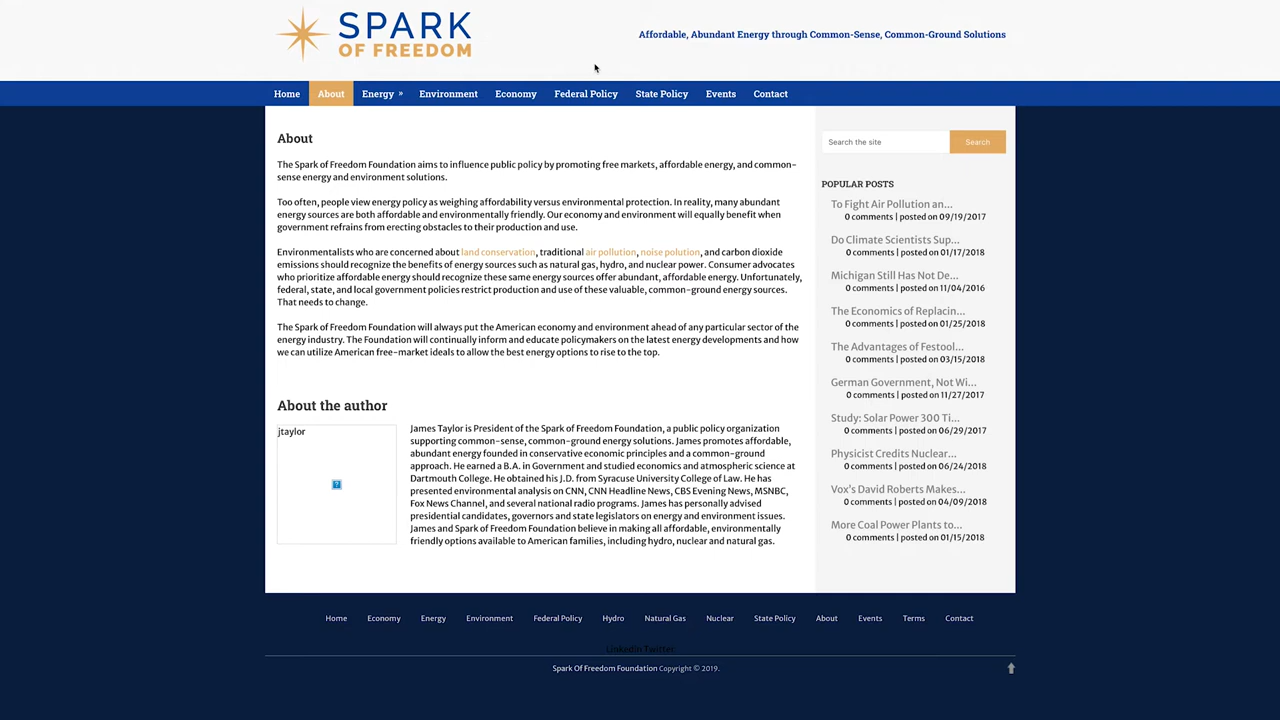 SPARK
OF FREEDOM
Affordable, Abundant Energy through Common-Sense, Common-Ground Solutions
Home About Energy » Environment Economy Federal Policy State Policy Events Contact
About
The Spark of Freedom Foundation aims to influence public policy by promoting free markets, affordable energy, and common-
sense energy and environment solutions.
Too often, people view energy policy as weighing affordability versus environmental protection. In reality, many abundant
energy sources are both affordable and environmentally friendly. Our economy and environment will equally benefit when
government refrains from erecting obstacles to their production and use.
Environmentalists who are concerned about land conservation, traditional air pollution, noise polution, and carbon dioxide
emissions should recognize the benefits of energy sources such as natural gas, hydro, and nuclear power. Consumer advocates
who prioritize affordable energy should recognize these same energy sources offer abundant, affordable energy. Unfortunately,
federal, state, and local government policies restrict production and use of these valuable, common-ground energy sources.
That needs to change.
The Spark of Freedom Foundation will always put the American economy and environment ahead of any particular sector of the
energy industry. The Foundation will continually inform and educate policymakers on the latest energy developments and how
we can utilize American free-market ideals to allow the best energy options to rise to the top.
About the author
jtaylor
James Taylor is President of the Spark of Freedom Foundation, a public policy organization
supporting common-sense, common-ground energy solutions. James promotes affordable,
abundant energy founded in conservative economic principles and a common-ground
approach. He earned a B.A. in Government and studied economics and atmospheric science at
Dartmouth College. He obtained his J.D. from Syracuse University College of Law. He has
presented environmental analysis on CNN, CNN Headline News, CBS Evening News, MSNBC,
Fox News Channel, and several national radio programs. James has personally advised
presidential candidates, governors and state legislators on energy and environment issues.
James and Spark of Freedom Foundation believe in making all affordable, environmentally
friendly options available to American families, including hydro, nuclear and natural gas.
Search the site Search
POPULAR POSTS
To Fight Air Pollution an...
0 comments | posted on 09/19/2017
Do Climate Scientists Sup...
0 comments | posted on 01/17/2018
Michigan Still Has Not De...
0 comments | posted on 11/04/2016
The Economics of Replacin...
0 comments | posted on 01/25/2018
The Advantages of Festool...
0 comments | posted on 03/15/2018
German Government, Not Wi...
0 comments | posted on 11/27/2017
Study: Solar Power 300 Ti...
0 comments | posted on 06/29/2017
Physicist Credits Nuclear...
0 comments | posted on 06/24/2018
Vox's David Roberts Makes...
0 comments | posted on 04/09/2018
More Coal Power Plants to...
0 comments | posted on 01/15/2018
Home Economy Energy Environment Federal Policy Hydro Natural Gas Nuclear State Policy About Events Terms Contact
Linkedin Twitter
Spark Of Freedom Foundation Copyright © 2019.